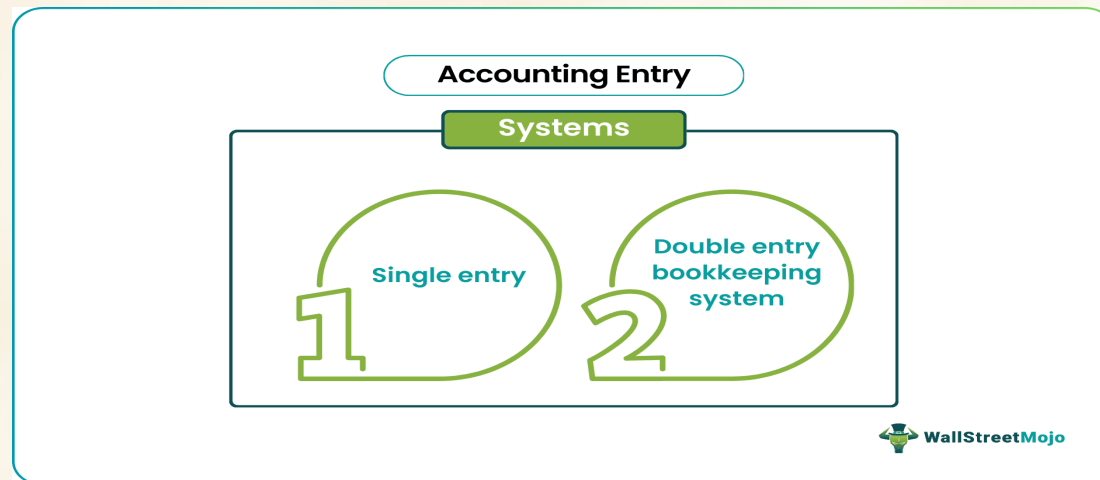 Accounting Entry
Systems
1
Single entry
2
Double entry
bookkeeping
system
WallStreetMojo